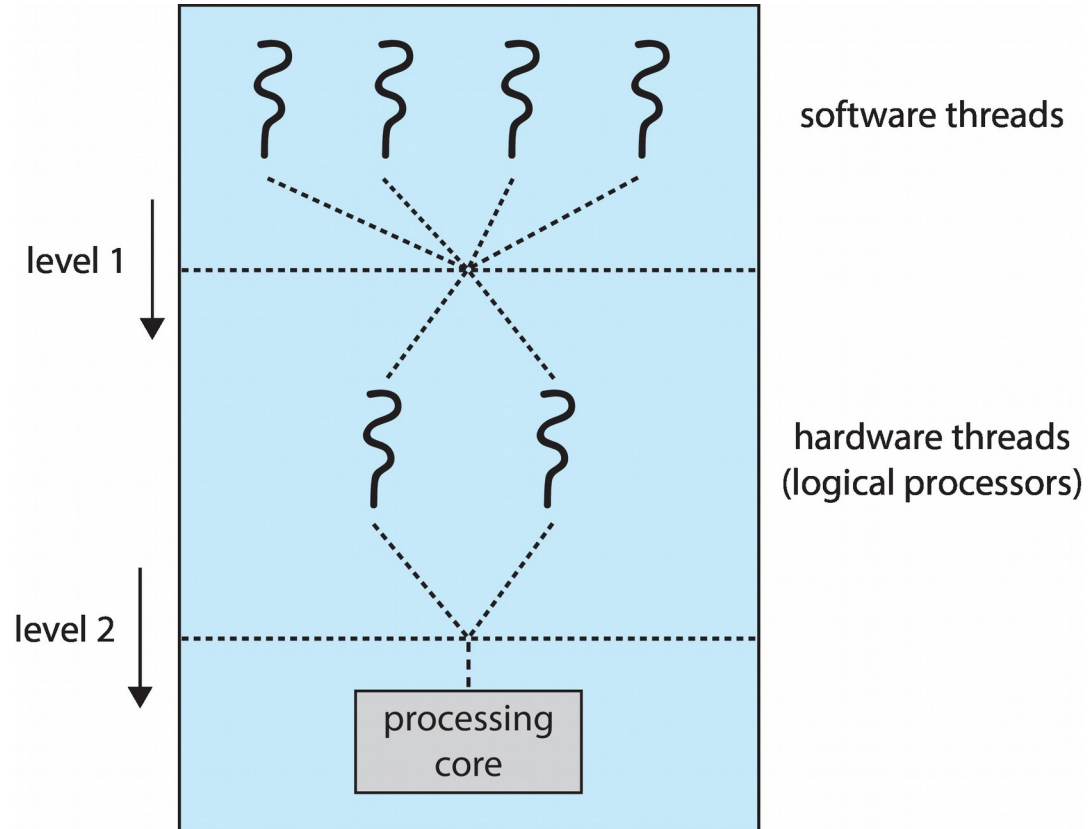 software threads
level 1
hardware threads
(logical processors)
level 2
processing
core